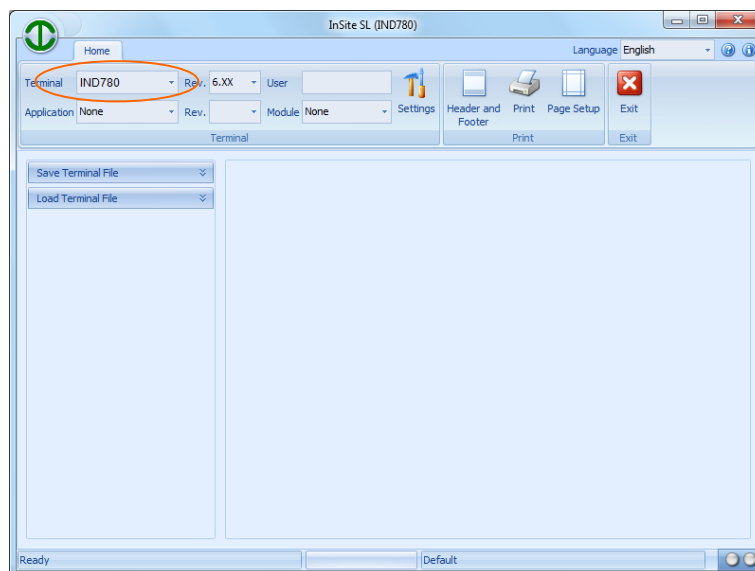 InSite SL (IND780)
Home
Language English
Terminal IND780 Rev. 6.XX User
Application None Rev. Module None
Settings
Header and Footer
Print
Page Setup
Exit
Terminal
Print
Exit
Save Terminal File
Load Terminal File
Ready
Default